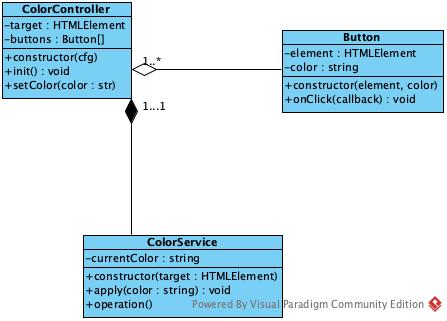 ColorController
-target : HTMLElement
-buttons : Button[]
+constructor(cfg)
+init() : void
+setColor(color : str)
1..*
Button
-element : HTMLElement
-color : string
+constructor(element, color)
+onClick(callback) : void
1...1
ColorService
-currentColor : string
+constructor(target : HTMLElement)
+apply(color : string) : void
+operation()
Powered By Visual Paradigm Community Edition